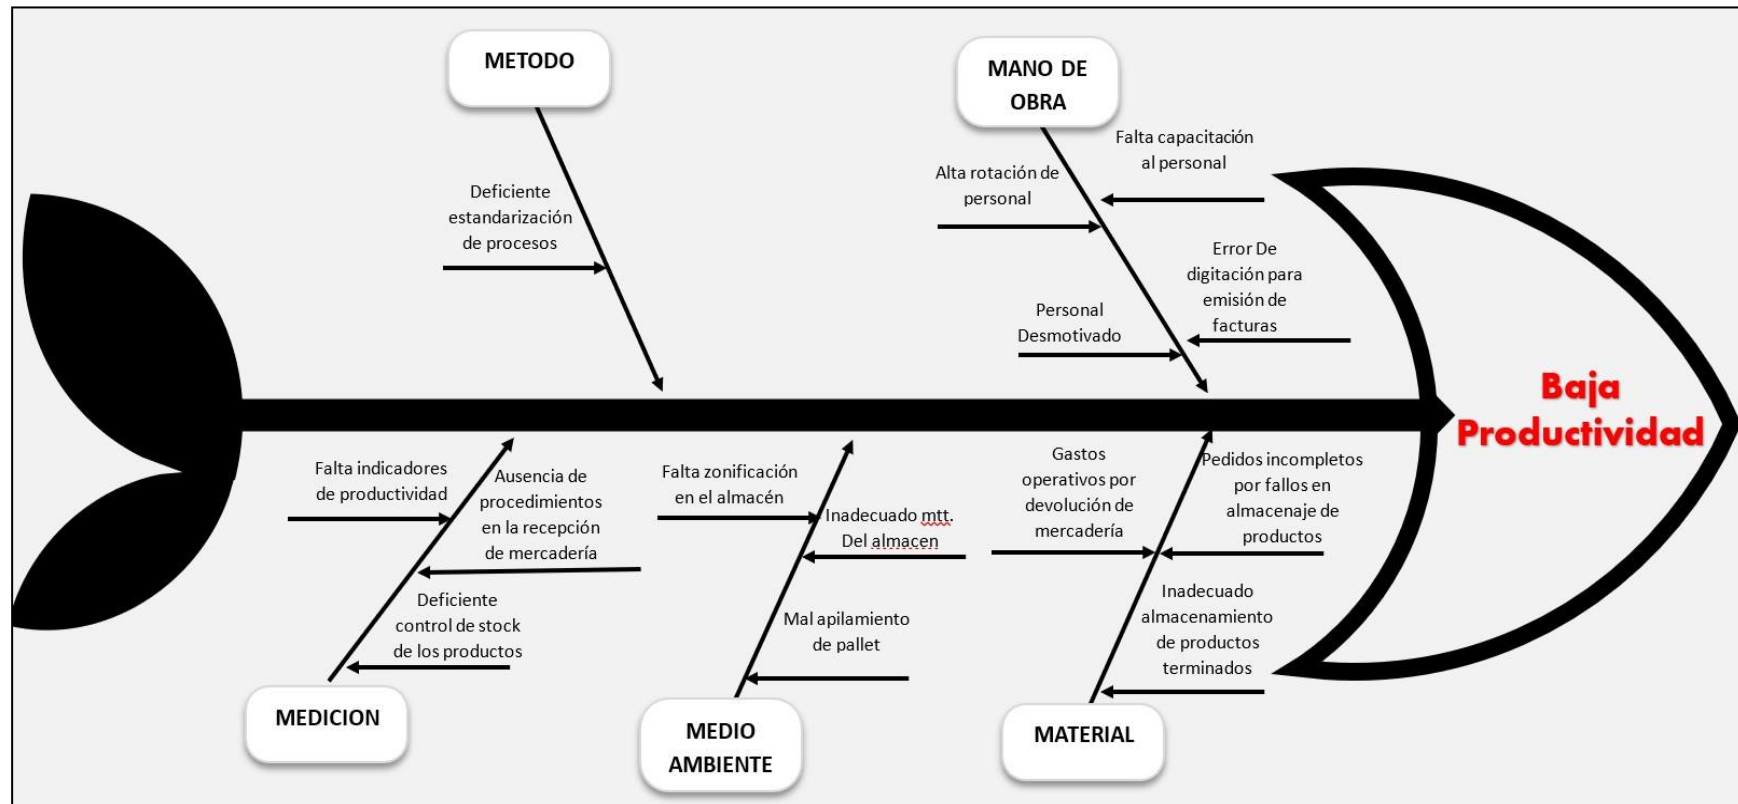 METODO
MANO DE
OBRA
Deficiente
estandarización
de procesos
Alta rotación de
personal
Falta capacitación
al personal
Personal
Desmotivado
Error De
digitación para
emisión de
facturas
Baja
Productividad
Falta indicadores
de productividad
Ausencia de
procedimientos
en la recepción
de mercadería
Deficiente
control de stock
de los productos
MEDICION
Falta zonificación
en el almacén
Inadecuado mtt.
Del almacen
Mal apilamiento
de pallet
MEDIO
AMBIENTE
Gastos
operativos por
devolución de
mercadería
Pedidos incompletos
por fallos en
almacenaje de
productos
Inadecuado
almacenamiento
de productos
terminados
MATERIAL